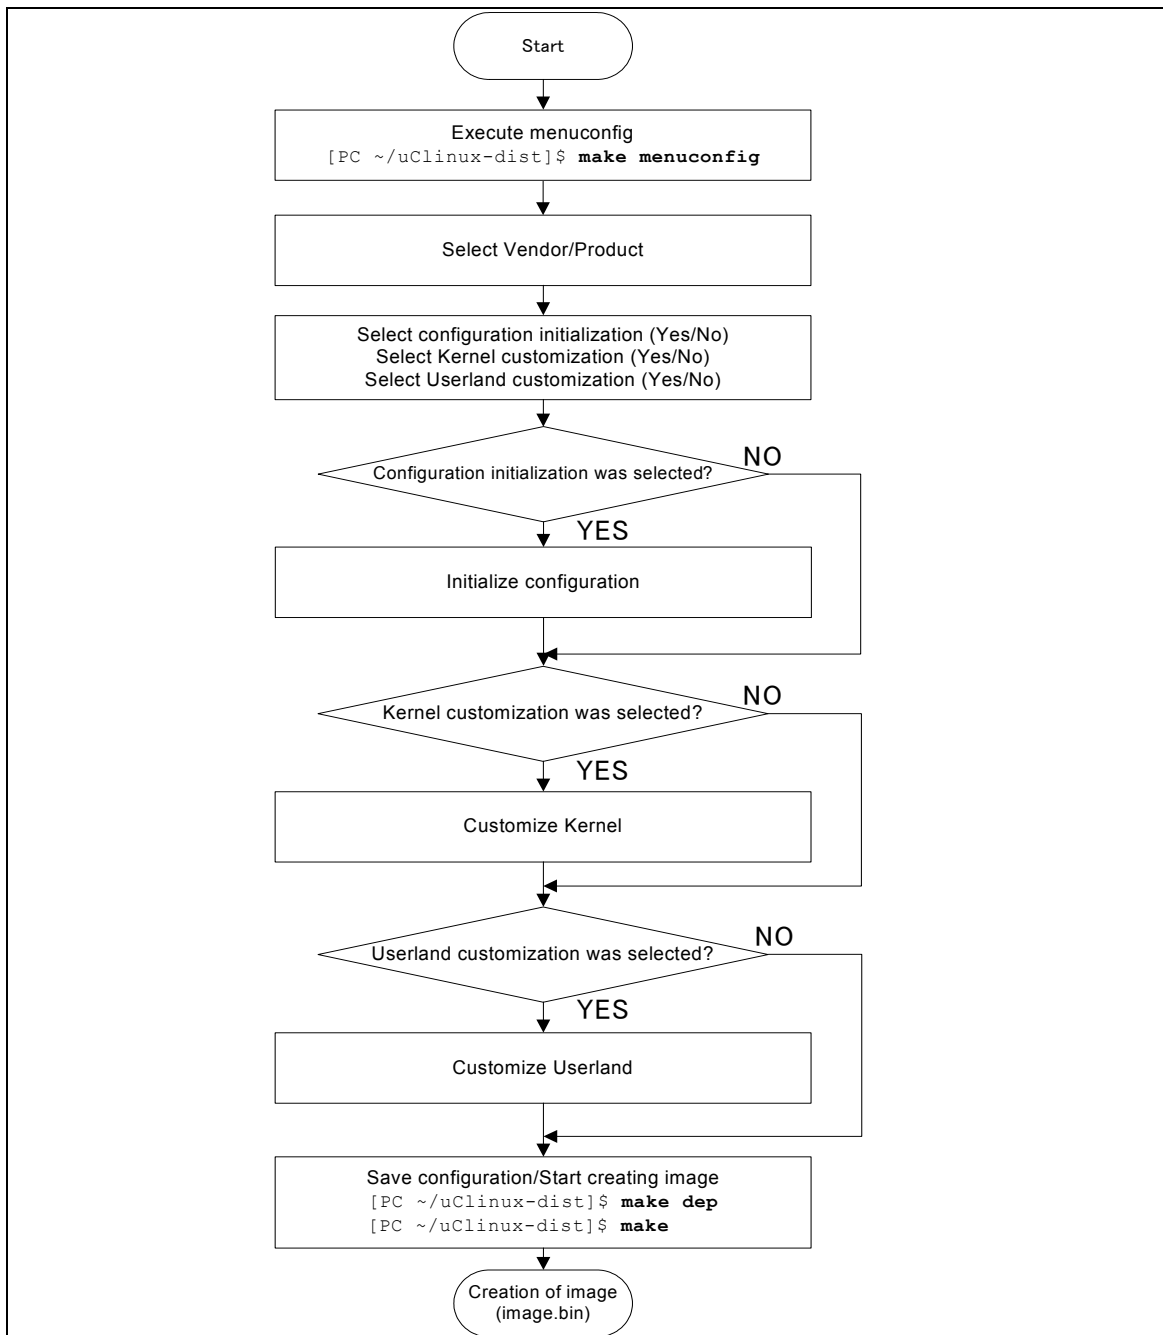 Start
Execute menuconfig
[PC ~/uClinux-dist]$ make menuconfig
Select Vendor/Product
Select configuration initialization (Yes/No)
Select Kernel customization (Yes/No)
Select Userland customization (Yes/No)
Configuration initialization was selected?
NO
YES
Initialize configuration
Kernel customization was selected?
NO
YES
Customize Kernel
Userland customization was selected?
NO
YES
Customize Userland
Save configuration/Start creating image
[PC ~/uClinux-dist]$ make dep
[PC ~/uClinux-dist]$ make
Creation of image
(image.bin)